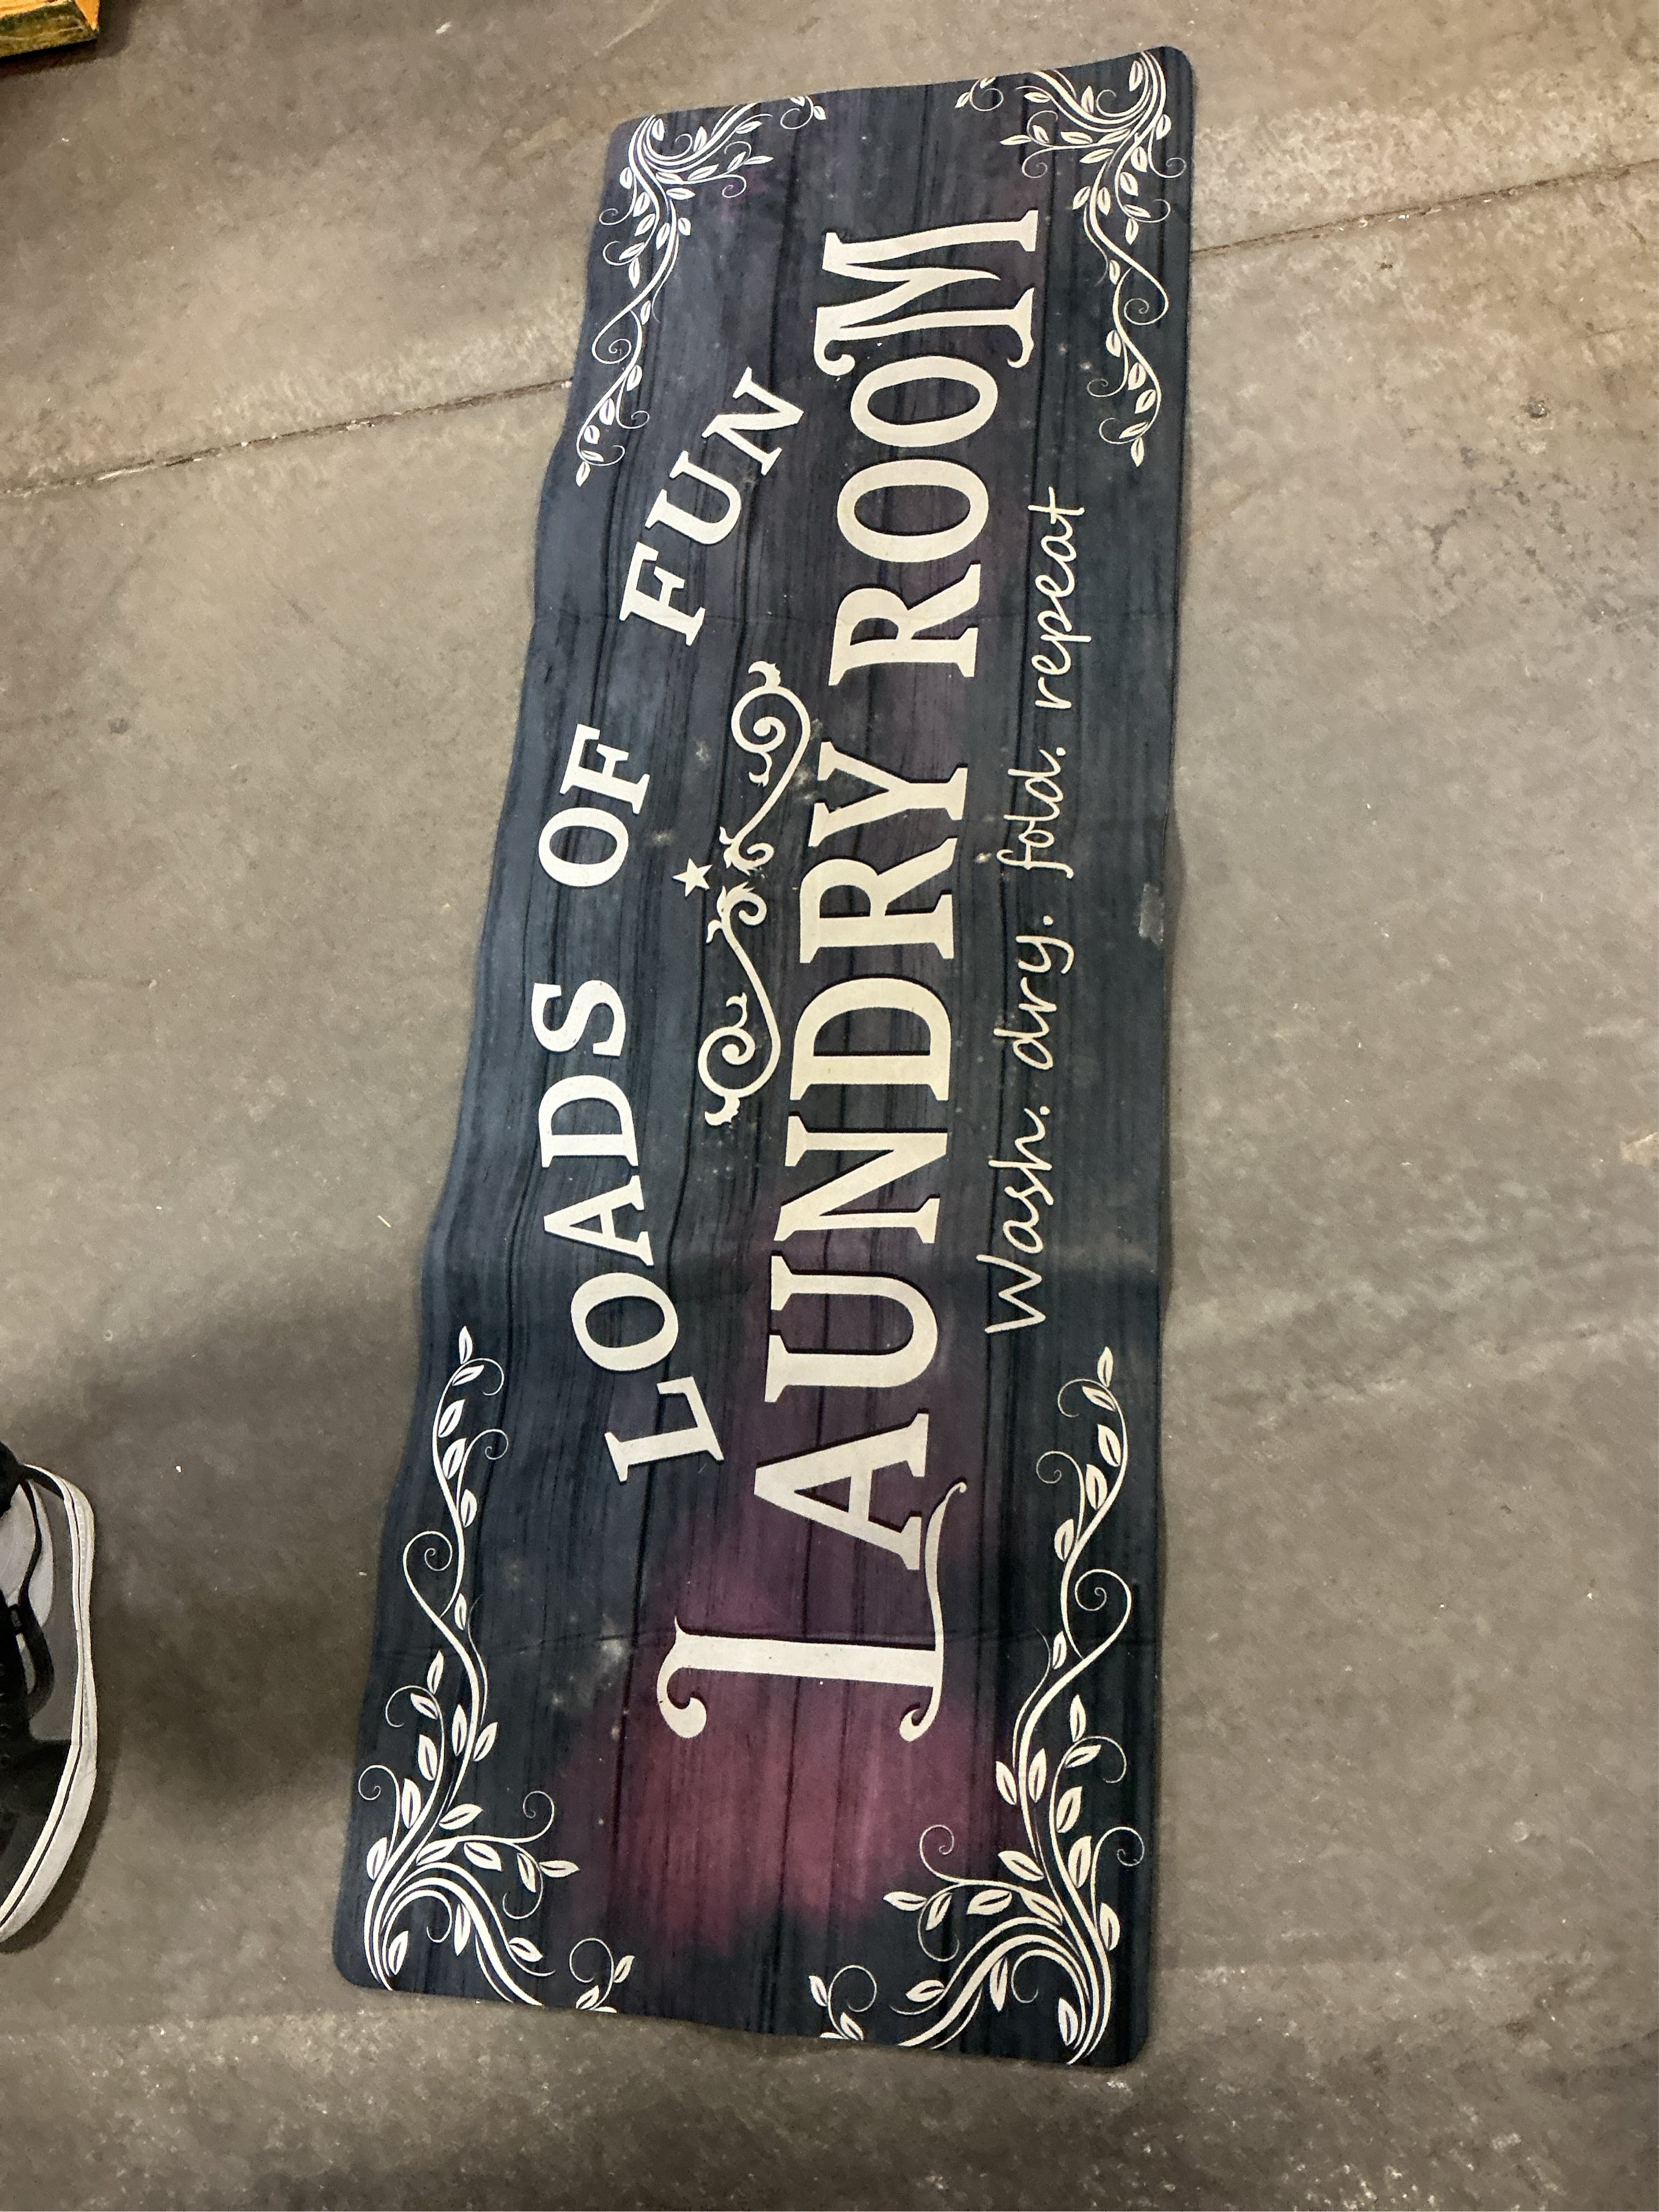 LOADS OF FUN
LAUNDRY ROOM
Wash. dry. fold. repeat